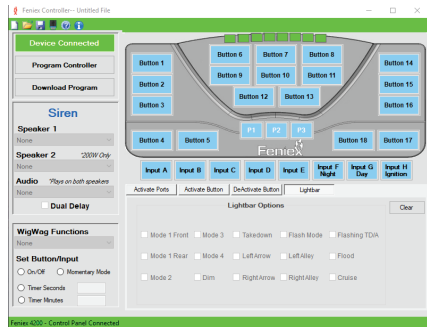 Feniex Controller-- Untitled File
Device Connected
Program Controller
Download Program
Siren
Speaker 1
None
Speaker 2 *200W Only
None
Audio *Plays on both speakers
None
Dual Delay
WigWag Functions
None
Set Button/Input
On/Off Momentary Mode
Timer Seconds
Timer Minutes
Button 1
Button 2
Button 3
Button 4 Button 5
Button 6 Button 7 Button 8
Button 9 Button 10 Button 11
Button 12 Button 13
Button 14
Button 15
Button 16
Button 18 Button 17
P1 P2 P3
Feniex
Input A Input B Input C Input D Input E Input F Night Input G Day Input H Ignition
Activate Ports Activate Button DeActivate Button Lightbar
Lightbar Options
Clear
Mode 1 Front Mode 3 Takedown Flash Mode Flashing TD/A
Mode 1 Rear Mode 4 Left Arrow Left Alley Flood
Mode 2 Dim Right Arrow Right Alley Cruise
Feniex 4200 - Control Panel Connected